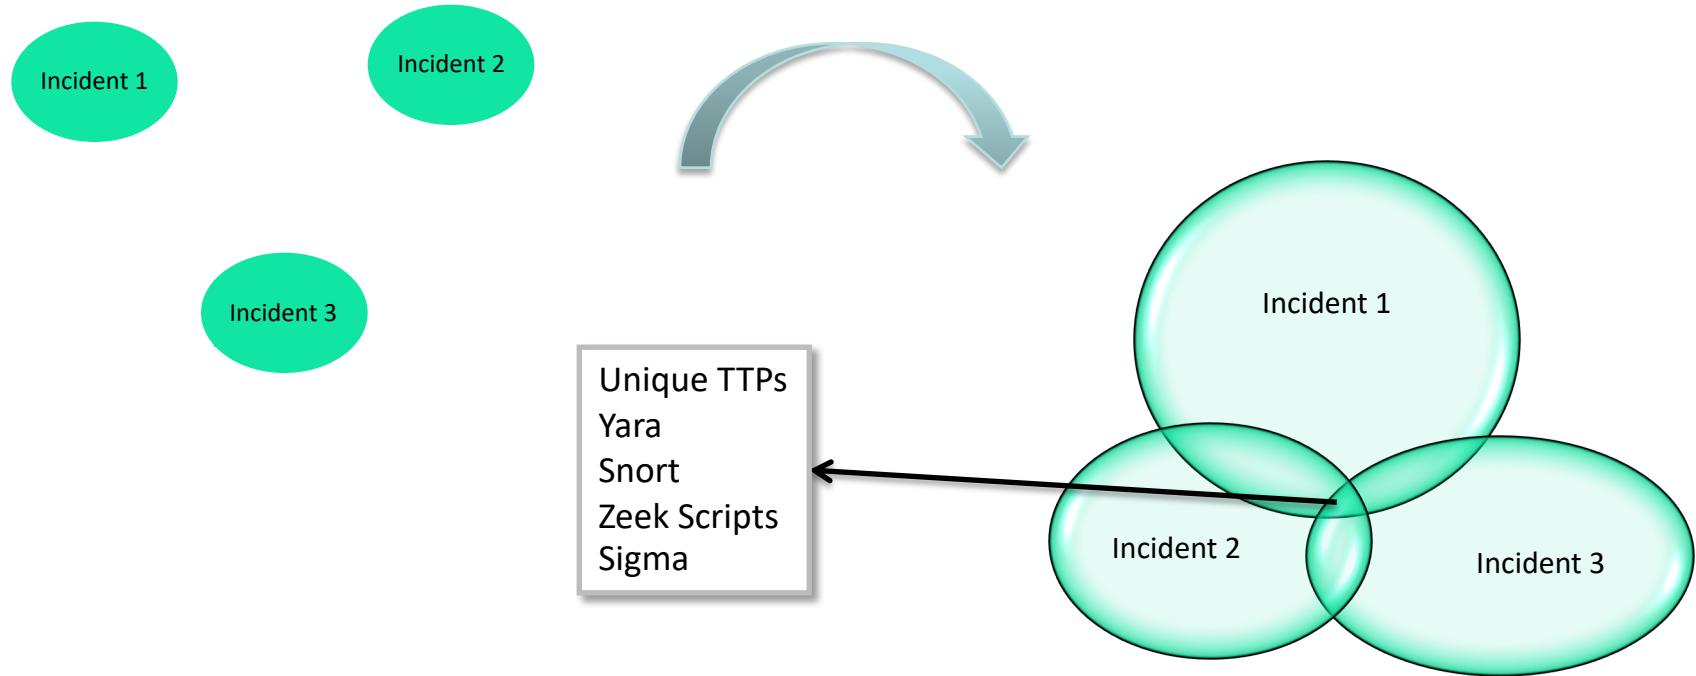 Incident 1
Incident 2
Incident 3
Unique TTPs
Yara
Snort
Zeek Scripts
Sigma
Incident 1
Incident 2
Incident 3